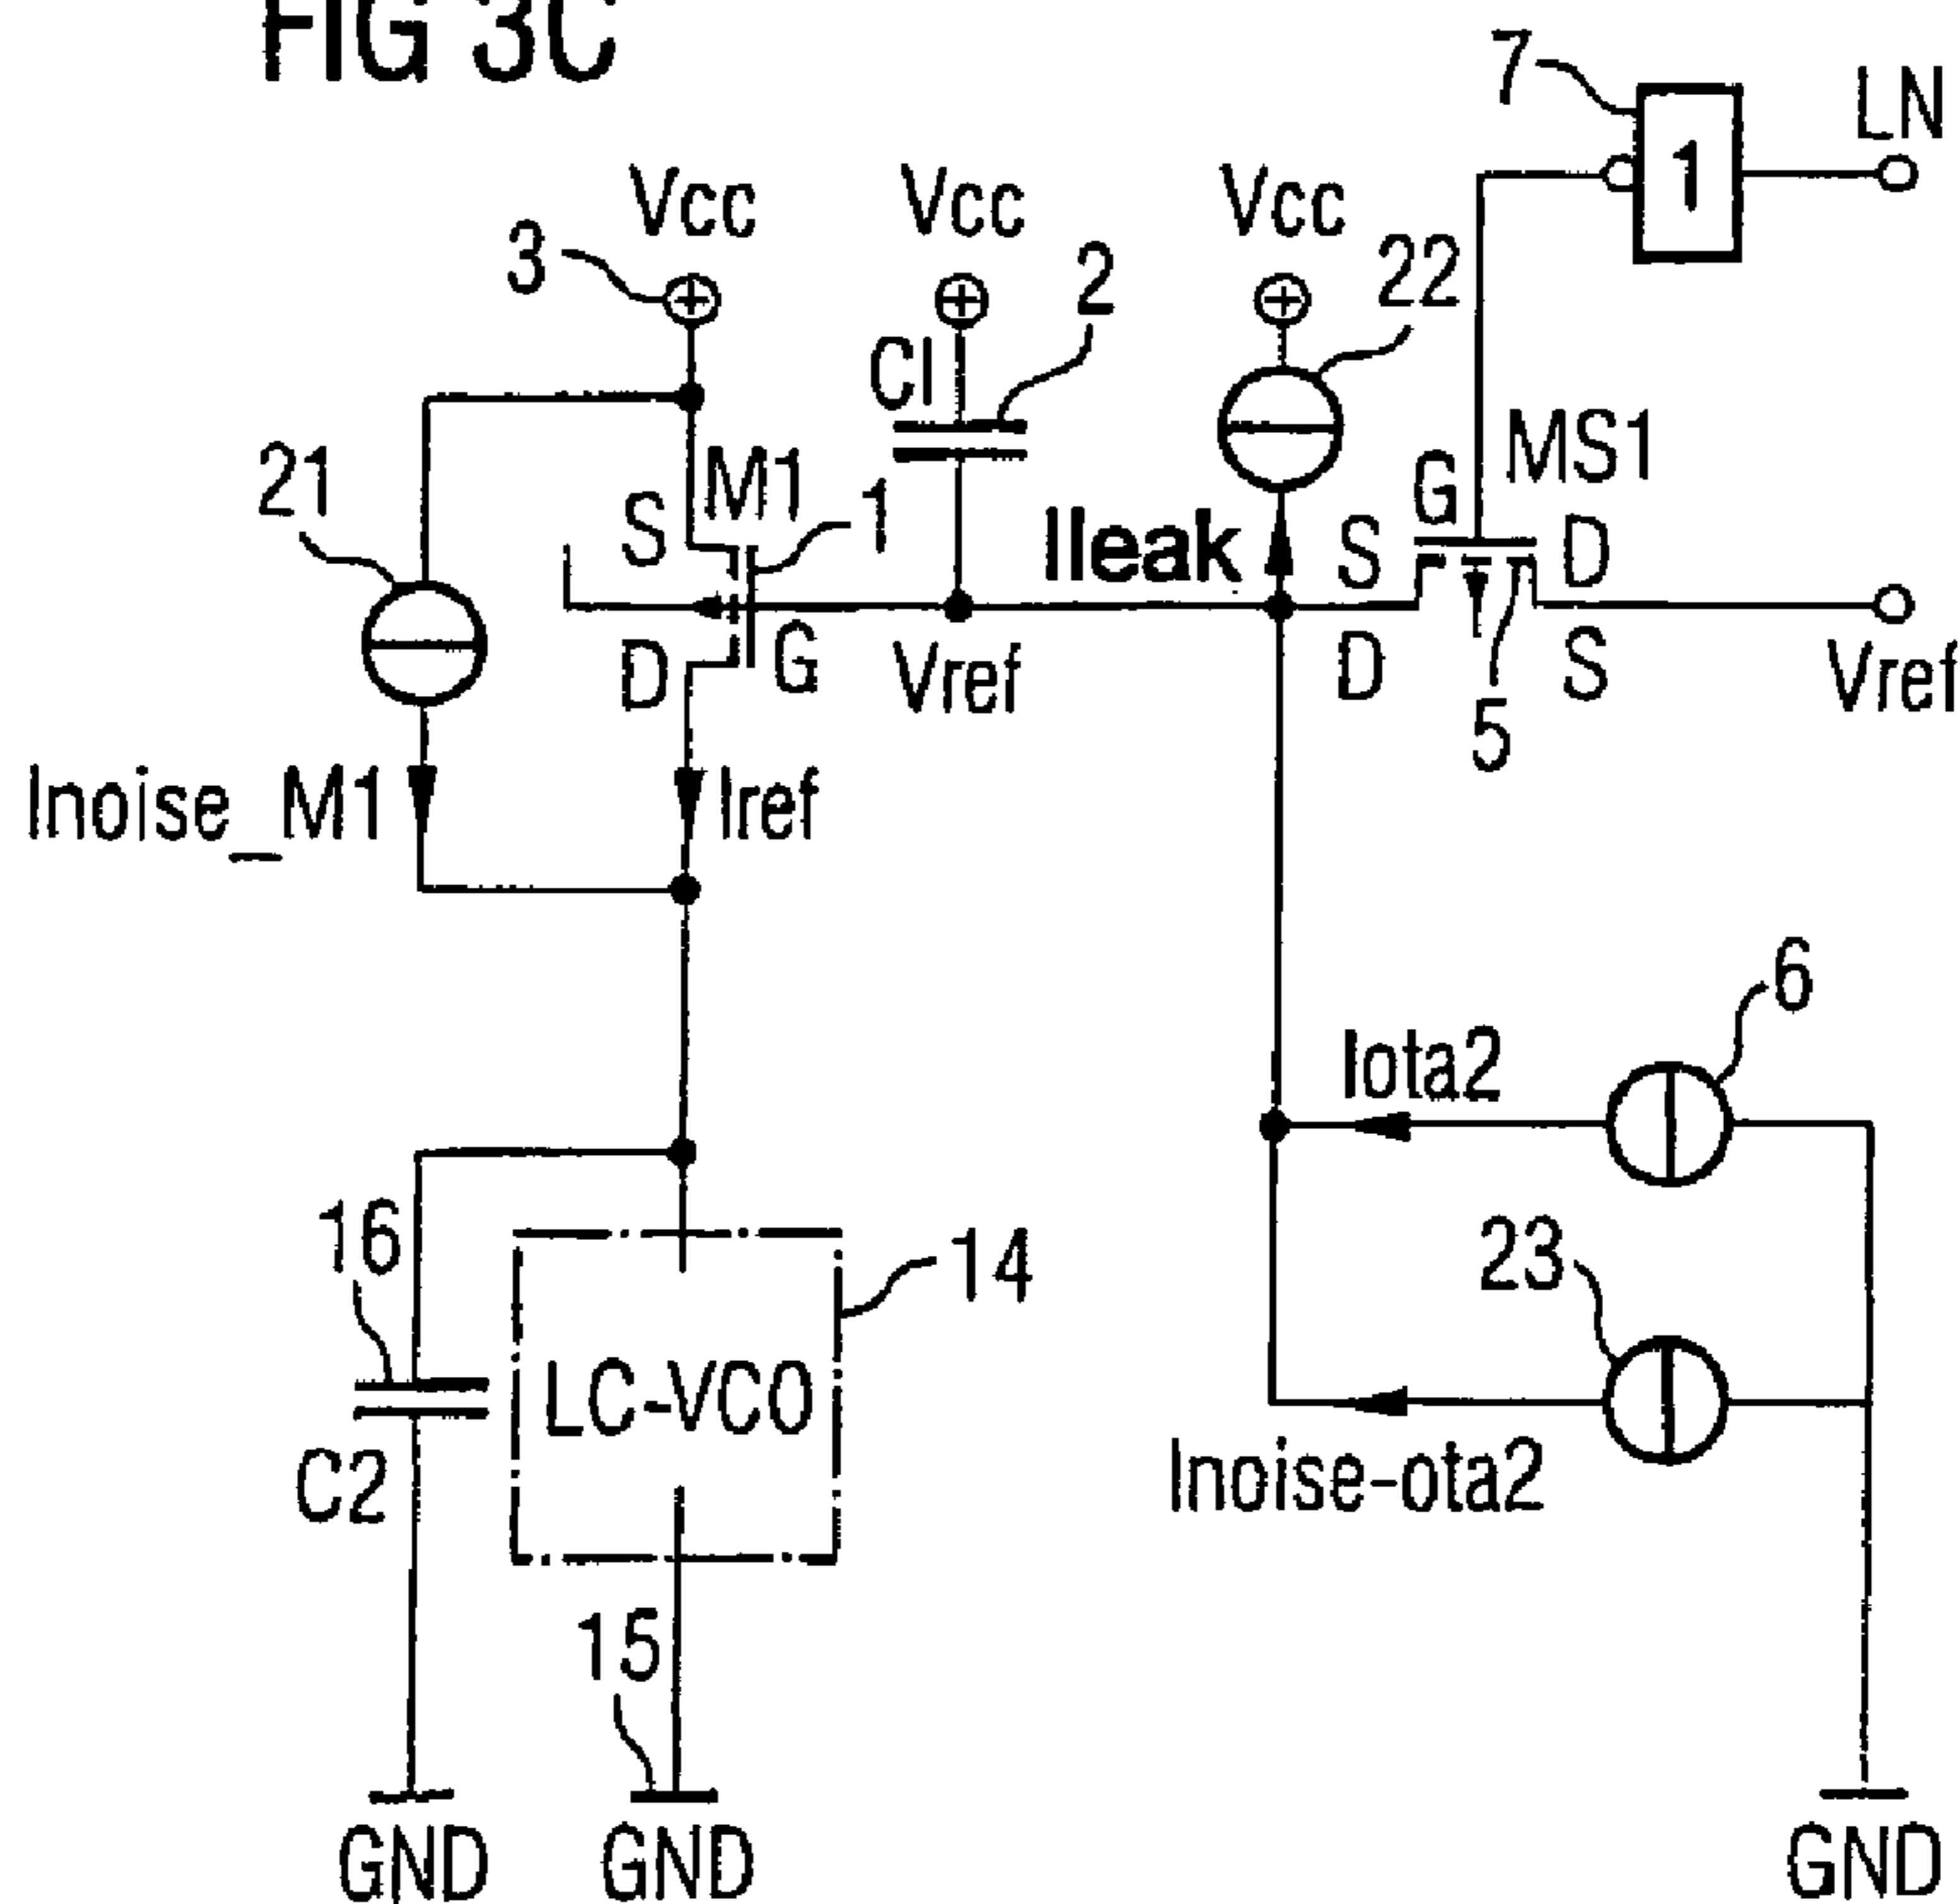 FIG 3C
7
LN
1
Vcc
Vcc
Vcc
3
2
22
CI
21
M1
1
S
Ileak
G
MS1
S
D
D
G
Vref
D
S
5
Vref
Inoise_M1
Iref
6
Iota2
16
14
23
LC-VCO
C2
Inoise-ota2
15
GND
GND
GND